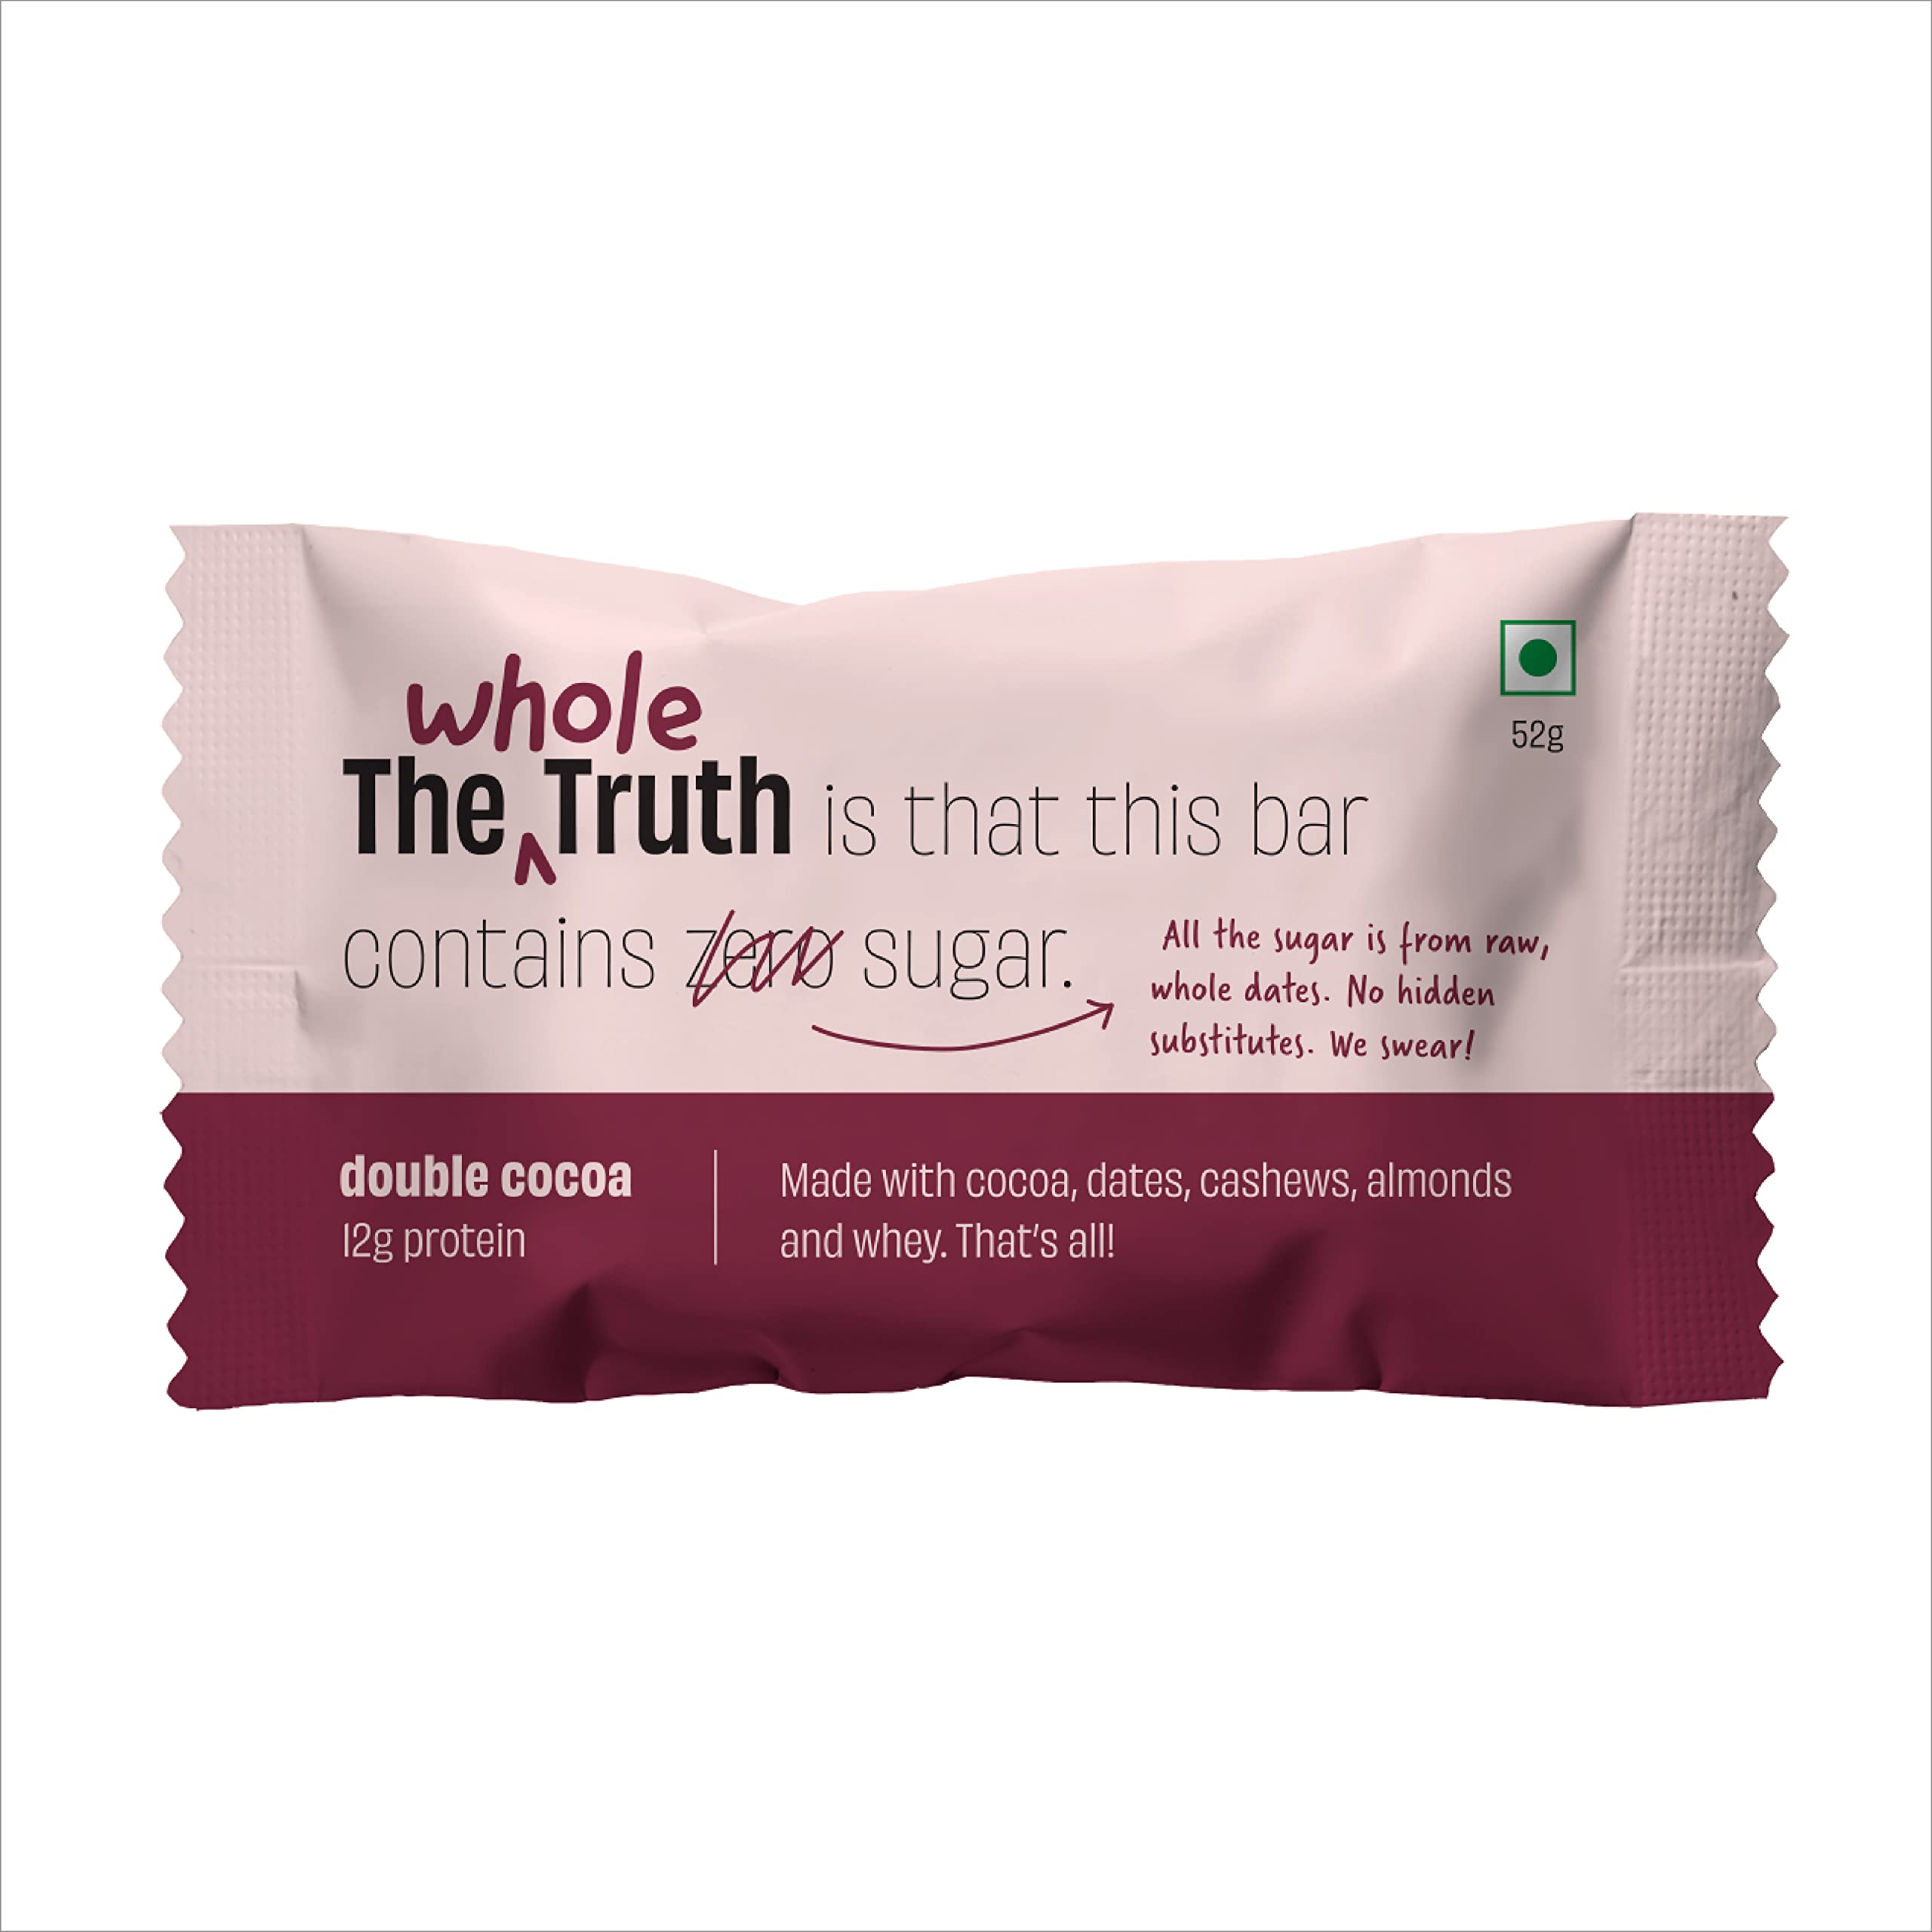 whole
The Truth is that this bar
contains zero sugar.
All the sugar is from raw,
whole dates. No hidden
substitutes. We swear!
52g
double cocoa
12g protein
Made with cocoa, dates, cashews, almonds
and whey. That's all!